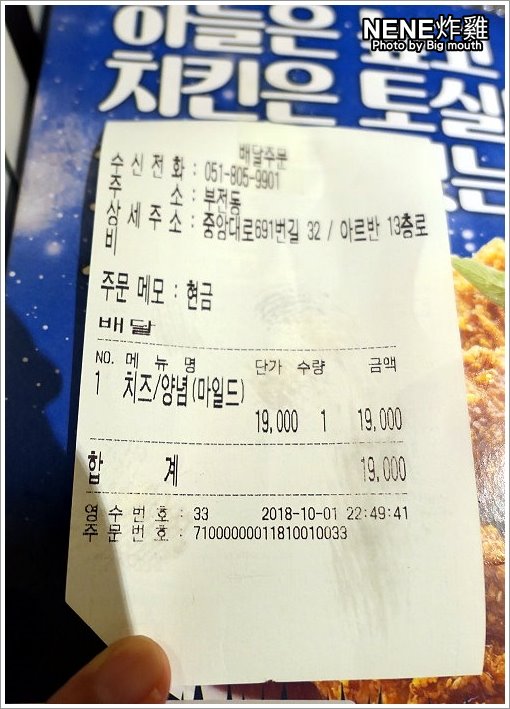 NENE炸雞
Photo by Big mouth
하늘은
치킨은 토실
배달주문
수신전화 : 051-805-9901
주 소 : 부전동
상세주소 : 중앙대로691번길 32 / 아르반 13층로
비
주문 메모 : 현금
배달
NO. 메 뉴 명 단가 수량 금액
1 치즈/양념(마일드)
19,000 1 19,000
합 계 19,000
영수번호 : 33 2018-10-01 22:49:41
주문번호 : 71000000011810010033